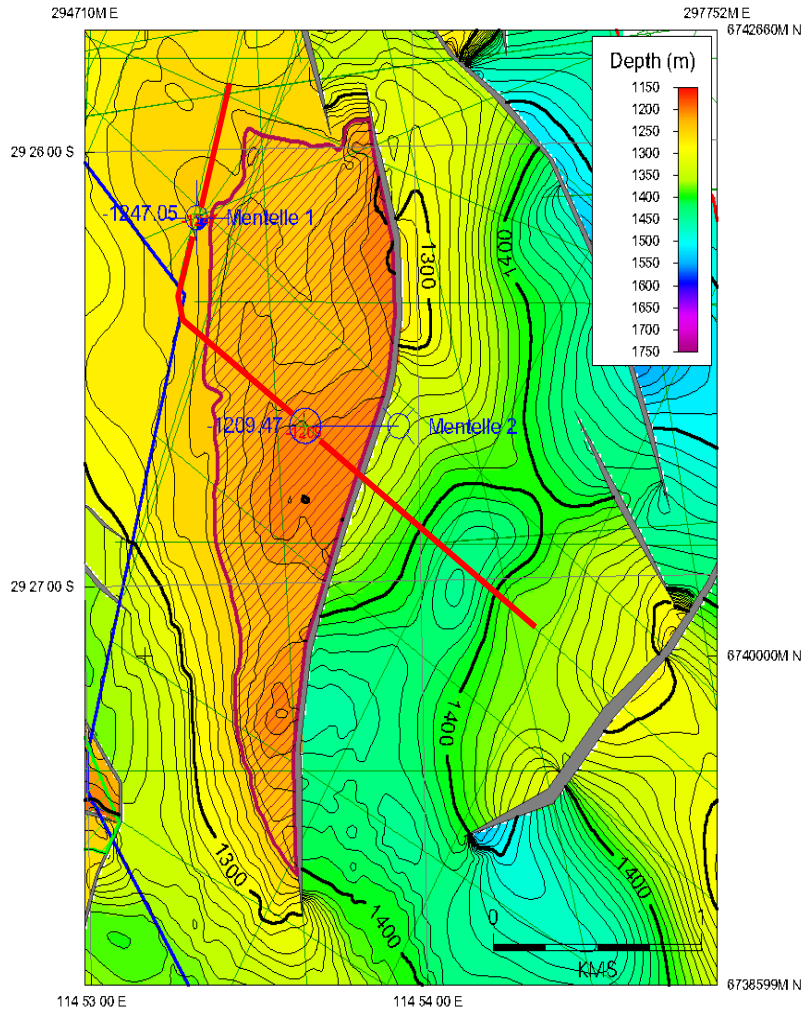 294710M E
297752M E
6742660M N
Depth (m)
1150
1200
1250
1300
1350
1400
1450
1500
1550
1600
1650
1700
1750
29 26 00 S
-1247.05
Mentelle 1
1400
1300
-1209.47
-1209
Mentelle 2
29 27 00 S
6740000M N
1400
1300
1400
1400
0
1
KMS
6738599M N
114 53 00 E
114 54 00 E